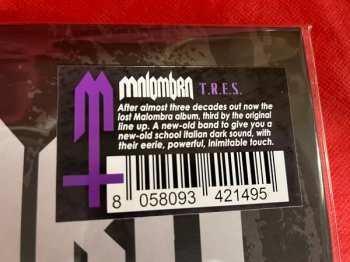 MALOMBRA T.R.E.S.
After almost three decades out now the
lost Malombra album, third by the original
line up. A new-old band to give you a
new-old school Italian dark sound, with
their eerie, powerful, inimitable touch.
8 058093 421495